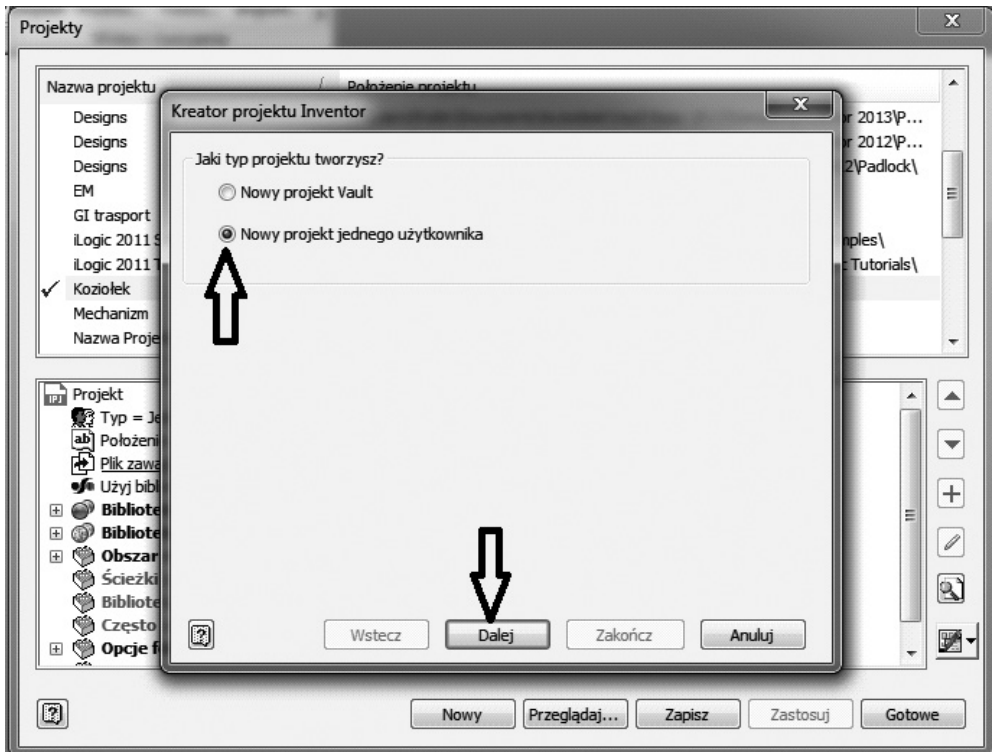 Projekty
Nazwa projektu / Położenie projektu
Designs r 2013\P...
Designs r 2012\P...
Designs 2\Padlock\
EM
GI trasport
iLogic 2011 S mples\
iLogic 2011 T Tutorials\
Koziołek
Mechanizm
Nazwa Proje
Kreator projektu Inventor
Jaki typ projektu tworzysz?
Nowy projekt Vault
Nowy projekt jednego użytkownika
Wstecz Dalej Zakończ Anuluj
IPJ Projekt
Typ = Je
ab Położeni
Plik zawa
Użyj bibl
Bibliote
Bibliote
Obszar
Ścieżki
Bibliote
Często
Opcje f
Nowy Przeglądaj... Zapisz Zastosuj Gotowe